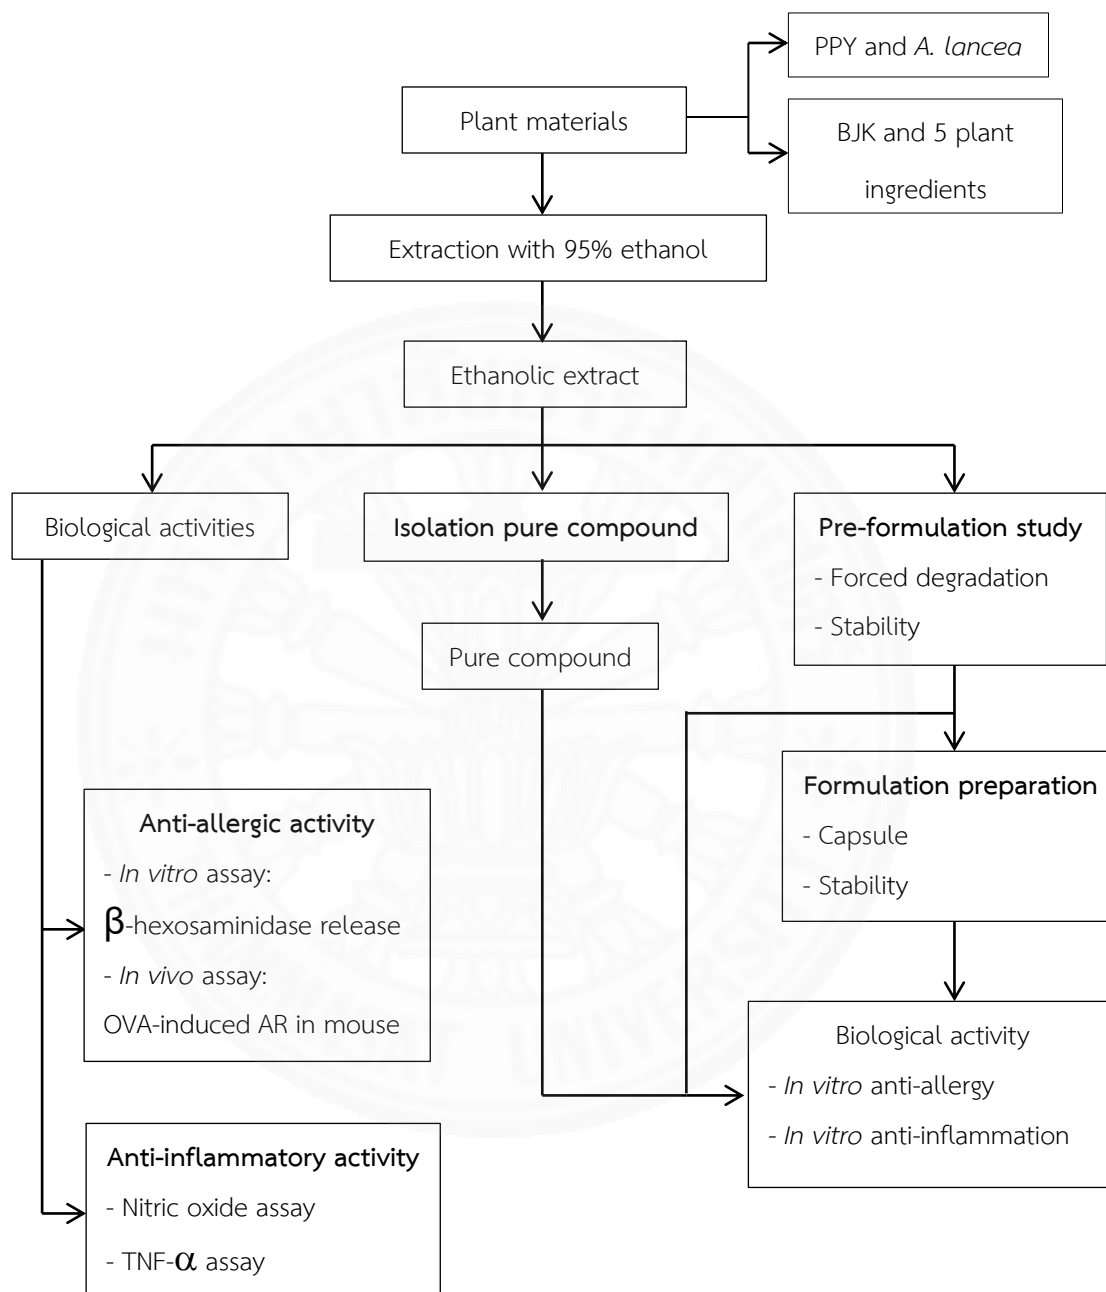 PPY and A. lancea
Plant materials
BJK and 5 plant
ingredients
Extraction with 95% ethanol
Ethanolic extract
Biological activities
Isolation pure compound
Pre-formulation study
- Forced degradation
- Stability
Pure compound
Formulation preparation
- Capsule
- Stability
Anti-allergic activity
- In vitro assay:
β-hexosaminidase release
- In vivo assay:
OVA-induced AR in mouse
Biological activity
- In vitro anti-allergy
- In vitro anti-inflammation
Anti-inflammatory activity
- Nitric oxide assay
- TNF-α assay